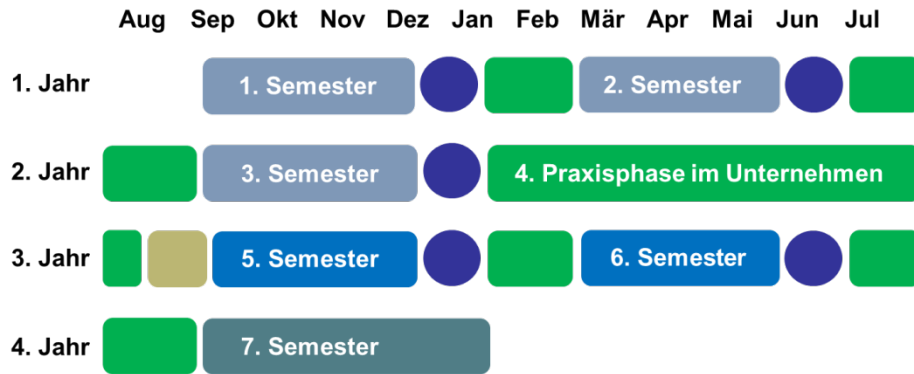 Aug Sep Okt Nov Dez Jan Feb Mär Apr Mai Jun Jul
1. Jahr 1. Semester 2. Semester
2. Jahr 3. Semester 4. Praxisphase im Unternehmen
3. Jahr 5. Semester 6. Semester
4. Jahr 7. Semester